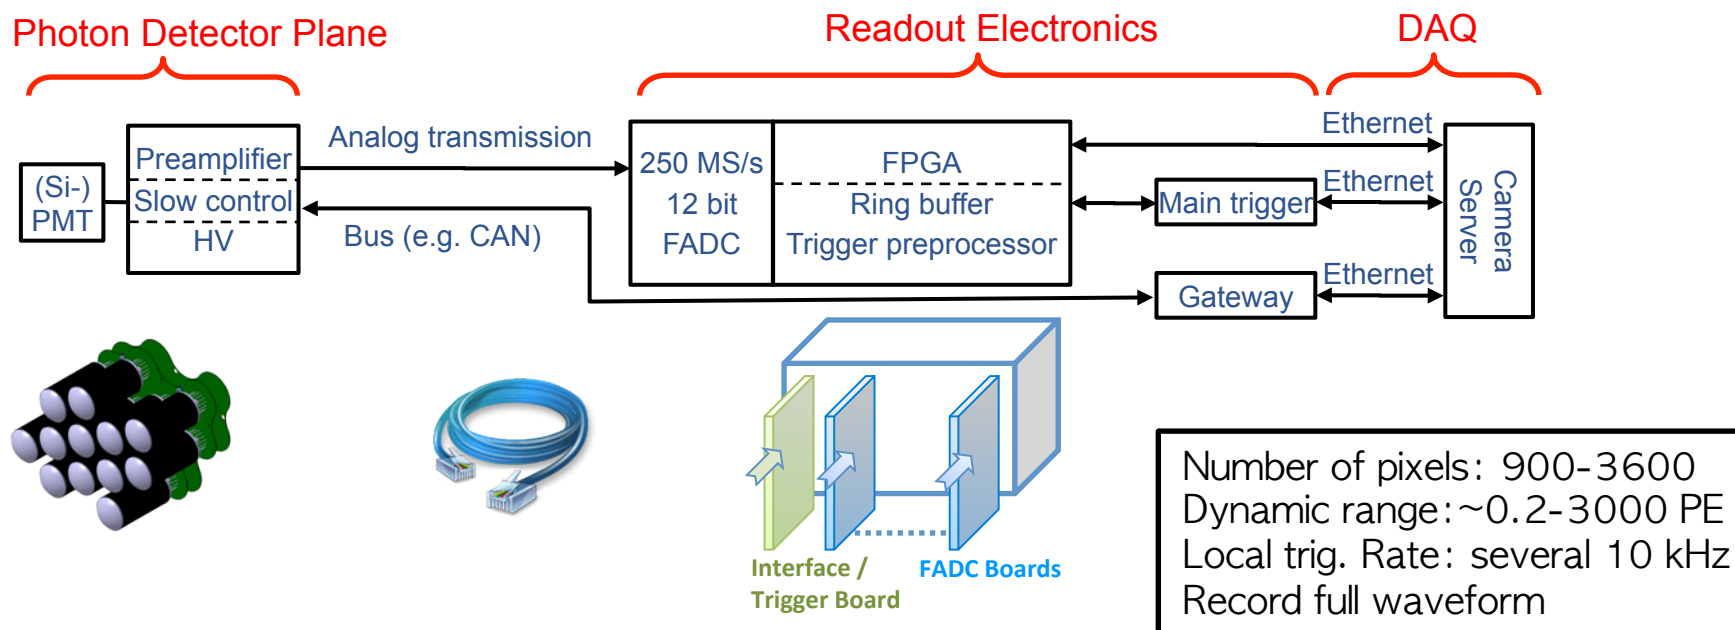 Photon Detector Plane
Readout Electronics
DAQ
(Si-)
PMT
Preamplifier
Slow control
HV
Analog transmission
Bus (e.g. CAN)
250 MS/s
12 bit
FADC
FPGA
Ring buffer
Trigger preprocessor
Main trigger
Gateway
Ethernet
Ethernet
Ethernet
Camera
Server
Interface /
Trigger Board
FADC Boards
Number of pixels: 900-3600
Dynamic range:~0.2-3000 PE
Local trig. Rate: several 10 kHz
Record full waveform